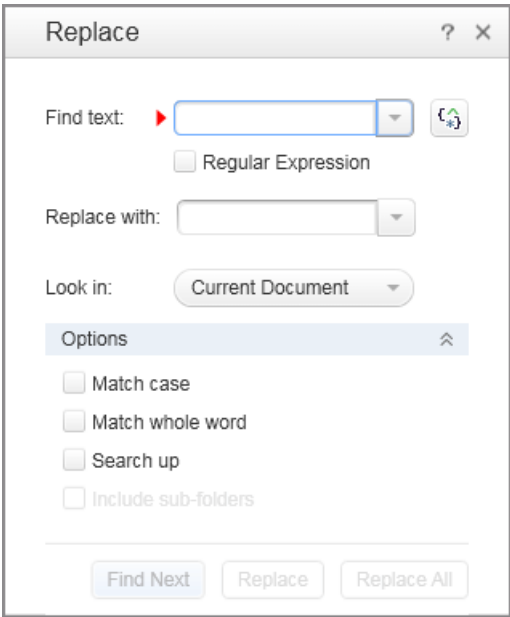 Replace ? ×
Find text:
Regular Expression
Replace with:
Look in: Current Document
Options
Match case
Match whole word
Search up
Include sub-folders
Find Next Replace Replace All